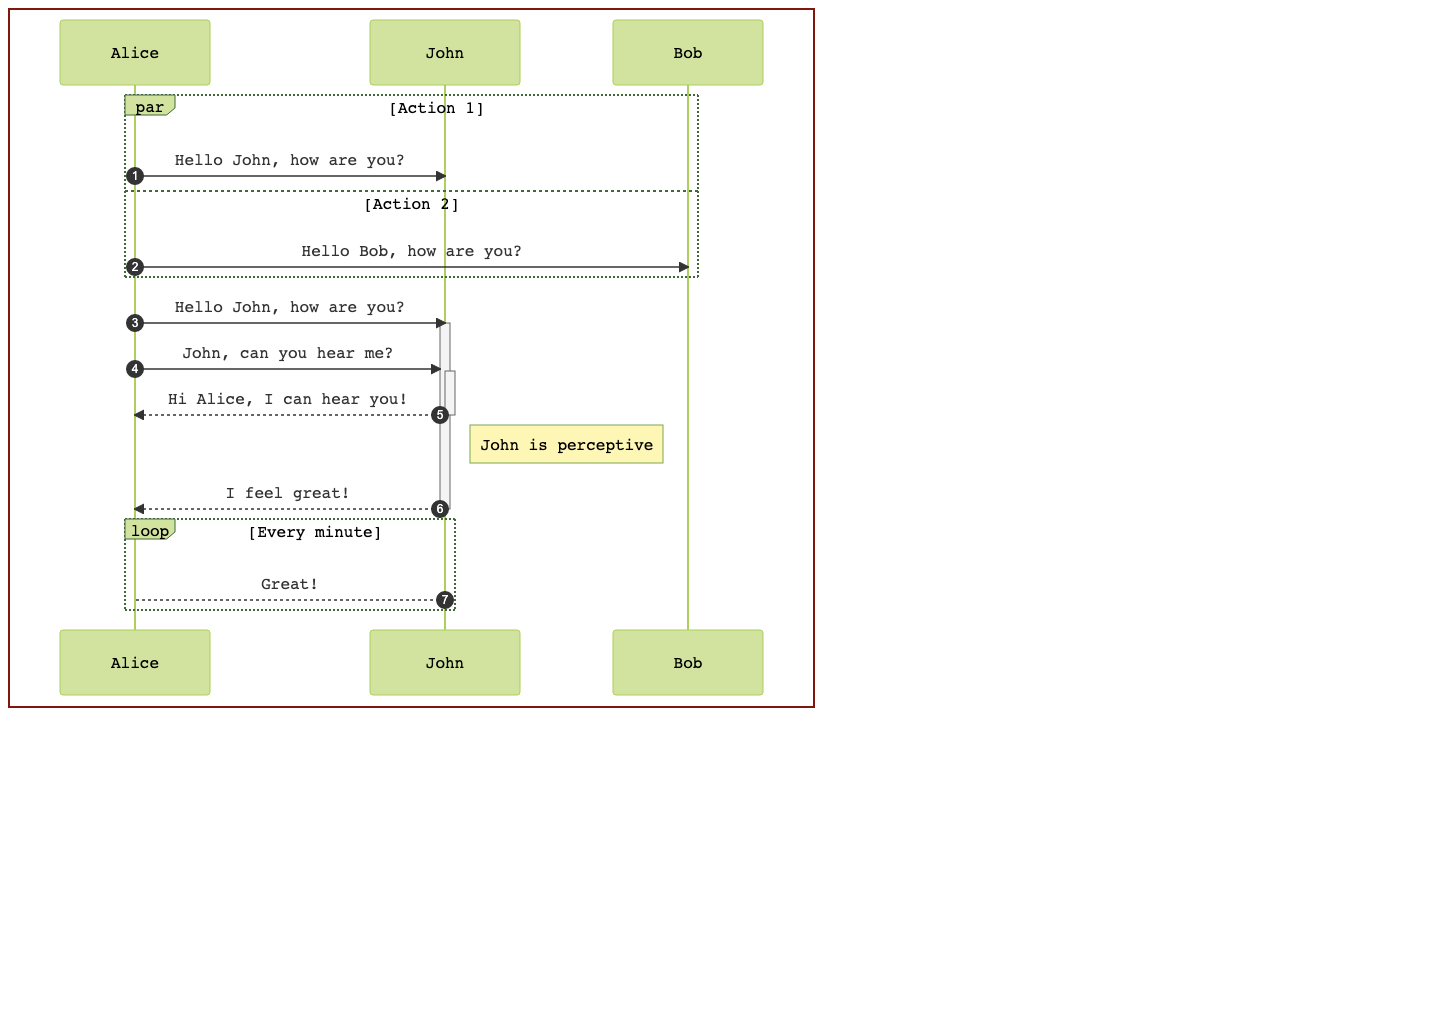 Alice
John
Bob
par
[Action 1]
Hello John, how are you?
1
[Action 2]
Hello Bob, how are you?
2
Hello John, how are you?
3
John, can you hear me?
4
Hi Alice, I can hear you!
5
John is perceptive
I feel great!
6
loop
[Every minute]
Great!
7
Alice
John
Bob